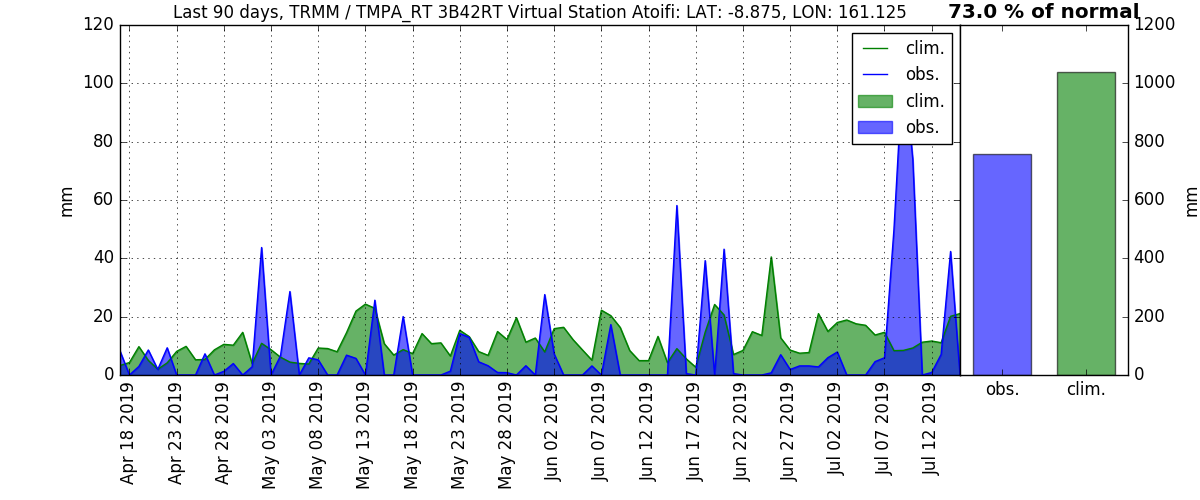 Last 90 days, TRMM / TMPA_RT 3B42RT Virtual Station Atoifi: LAT: -8.875, LON: 161.125
73.0 % of normal
120
100
80
60
40
20
0
mm
clim.
obs.
clim.
obs.
1200
1000
800
600
400
200
0
mm
Apr 18 2019
Apr 23 2019
Apr 28 2019
May 03 2019
May 08 2019
May 13 2019
May 18 2019
May 23 2019
May 28 2019
Jun 02 2019
Jun 07 2019
Jun 12 2019
Jun 17 2019
Jun 22 2019
Jun 27 2019
Jul 02 2019
Jul 07 2019
Jul 12 2019
obs.
clim.